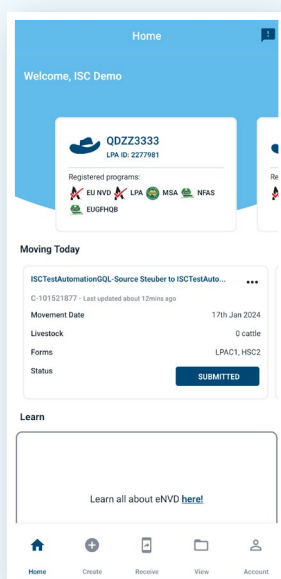 Home
Welcome, ISC Demo
QDZZ3333
LPA ID: 2277981
Registered programs:
Re
EU NVD LPA MSA NFAS
EUGFHQB
Moving Today
ISCTestAutomationGQL-Source Steuber to ISCTestAuto...
C-101521877 - Last updated about 12mins ago
Movement Date 17th Jan 2024
Livestock 0 cattle
Forms LPAC1, HSC2
Status SUBMITTED
Learn
Learn all about eNVD here!
Home Create Receive View Account